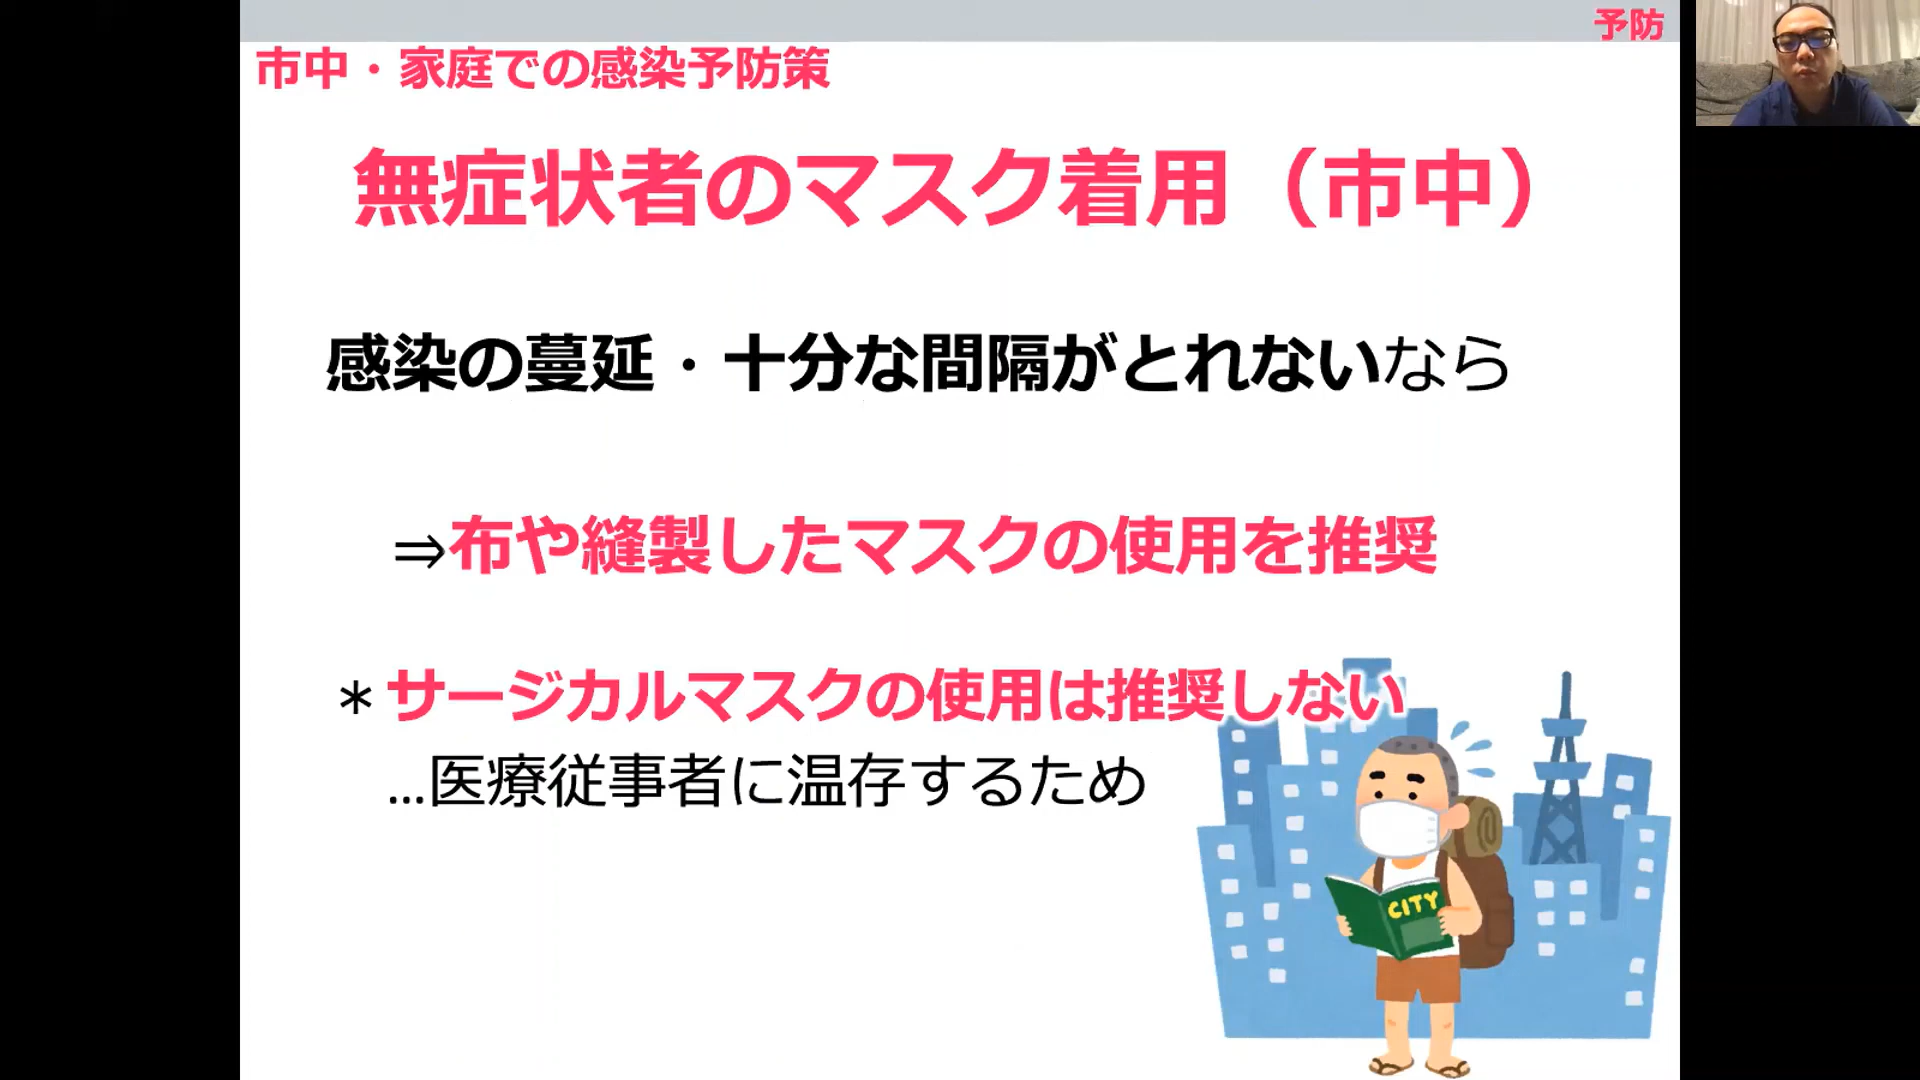 予防
市中・家庭での感染予防策
無症状者のマスク着用（市中）
感染の蔓延・十分な間隔がとれないなら
⇒布や縫製したマスクの使用を推奨
＊サージカルマスクの使用は推奨しない
…医療従事者に温存するため
CITY